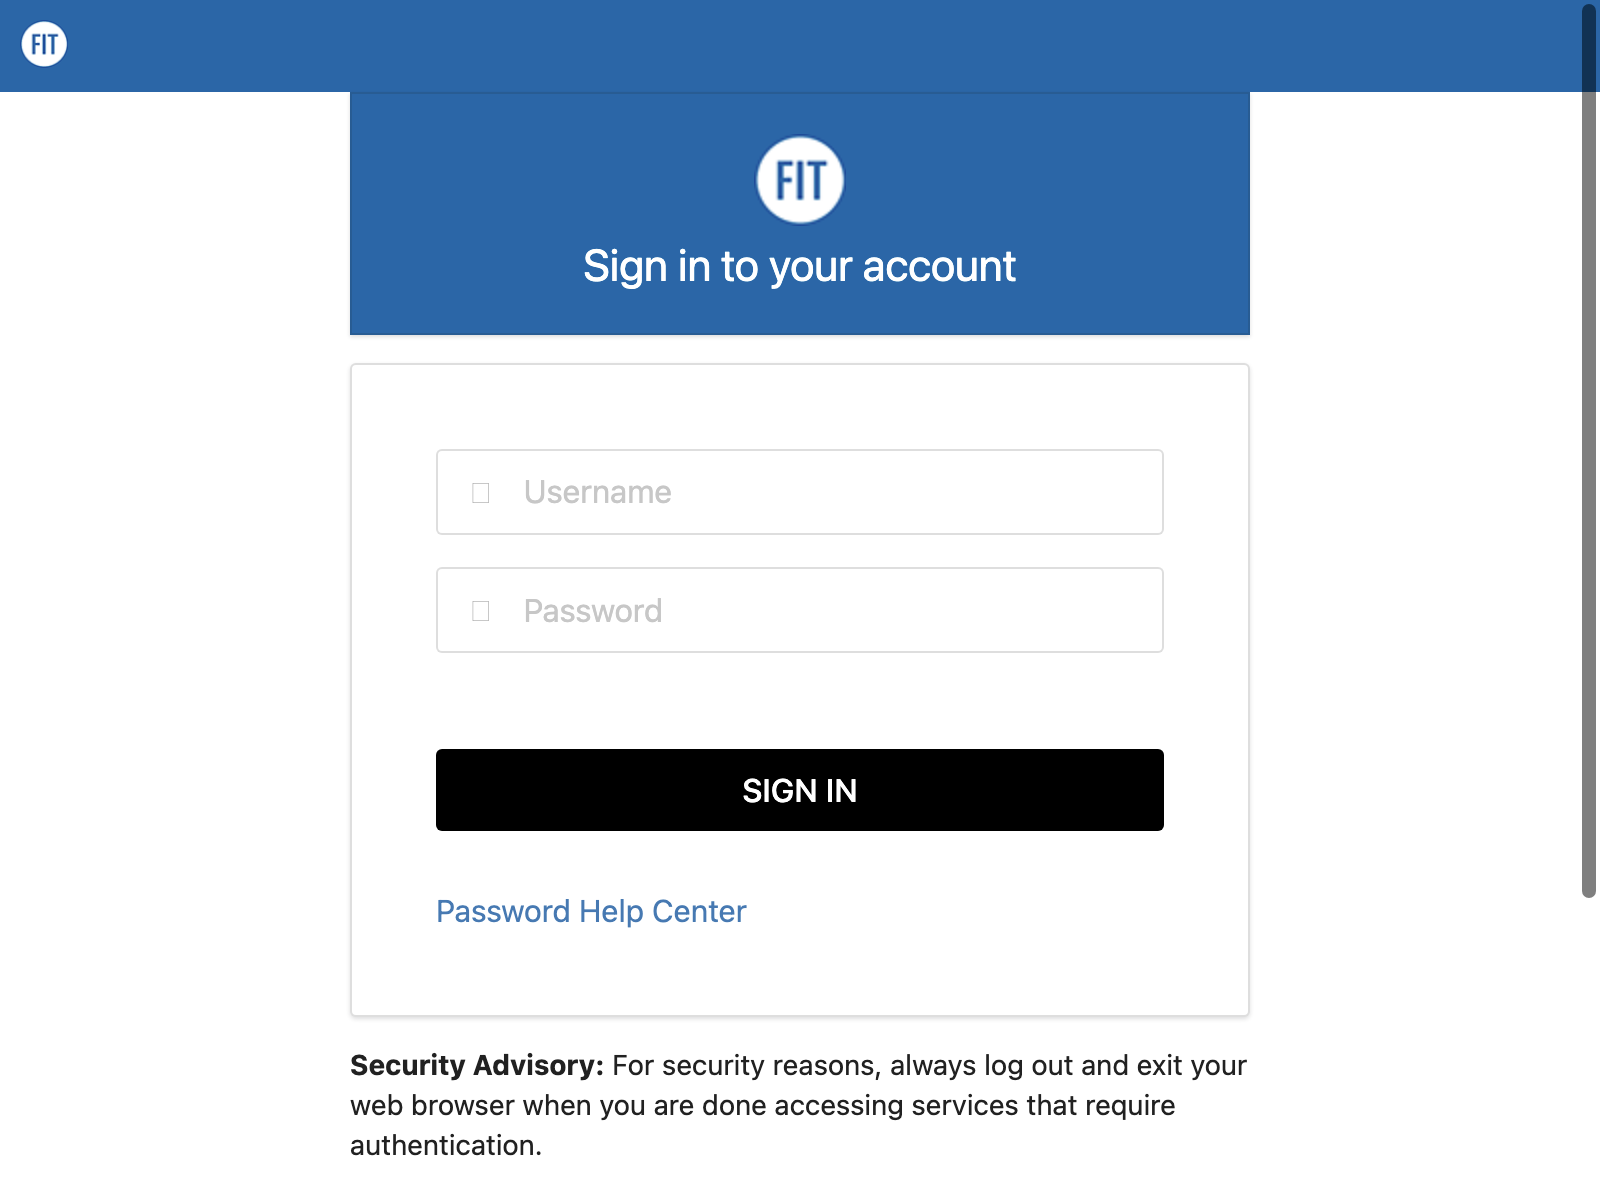 FIT
FIT
Sign in to your account
Username
Password
SIGN IN
Password Help Center
Security Advisory: For security reasons, always log out and exit your
web browser when you are done accessing services that require
authentication.